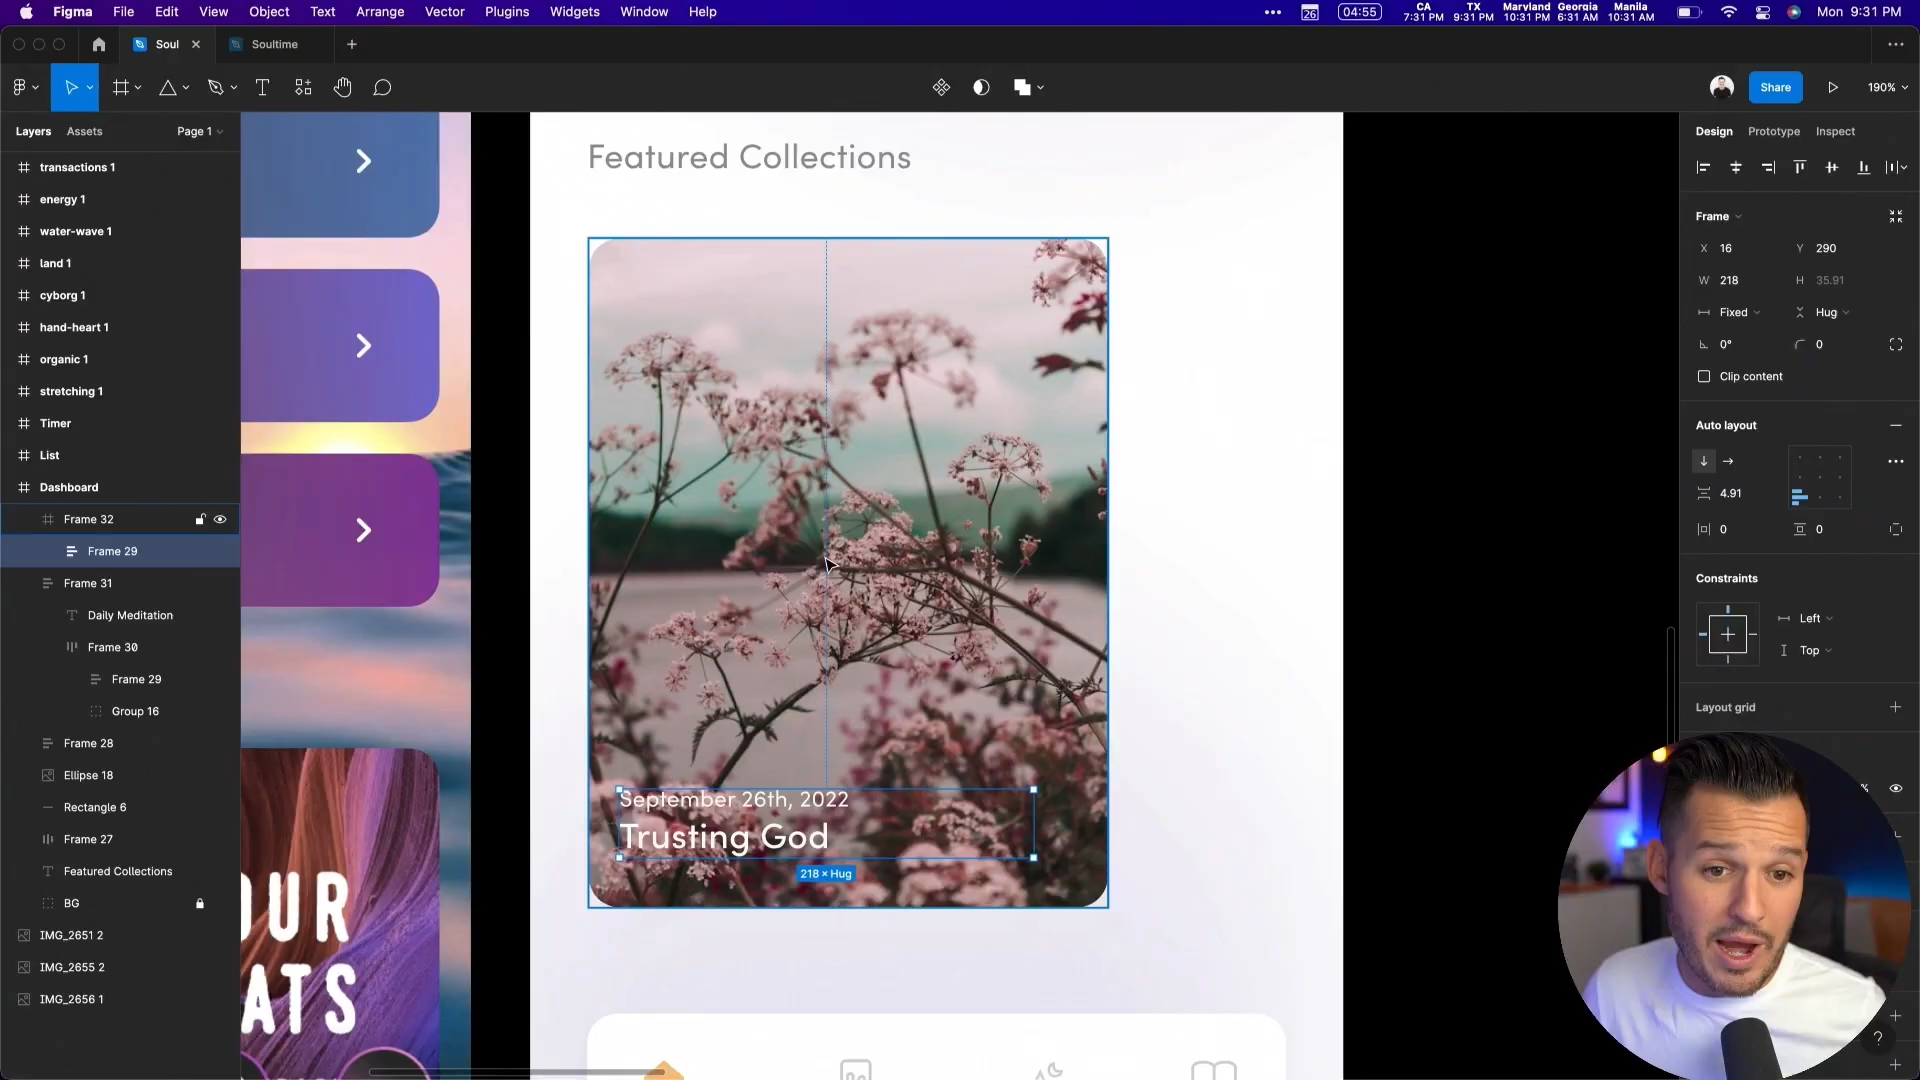 Figma File Edit View Object Text Arrange Vector Plugins Widgets Window Help
26 04:55 CA 7:31 PM TX 9:31 PM Maryland 10:31 PM Georgia 6:31 AM Manila 10:31 AM Mon 9:31 PM
Soul Soultime
Share 190%
Layers Assets Page 1
transactions 1
energy 1
water-wave 1
land 1
cyborg 1
hand-heart 1
organic 1
stretching 1
Timer
List
Dashboard
Frame 32
Frame 29
Frame 31
Daily Meditation
Frame 30
Frame 29
Group 16
Frame 28
Ellipse 18
Rectangle 6
Frame 27
Featured Collections
BG
IMG_2651 2
IMG_2655 2
IMG_2656 1
OUR
ATS
Featured Collections
September 26th, 2022
Trusting God
218 × Hug
Design Prototype Inspect
Frame
X 16 Y 290
W 218 H 35.91
Fixed Hug
0° 0
Clip content
Auto layout
4.91
0 0
Constraints
Left
Top
Layout grid
%
?